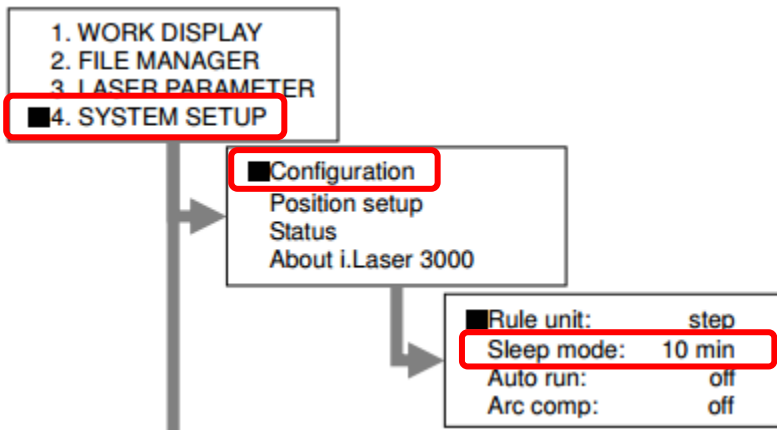 1. WORK DISPLAY
2. FILE MANAGER
3. LASER PARAMETER
4. SYSTEM SETUP
Configuration
Position setup
Status
About i.Laser 3000
Rule unit: step
Sleep mode: 10 min
Auto run: off
Arc comp: off